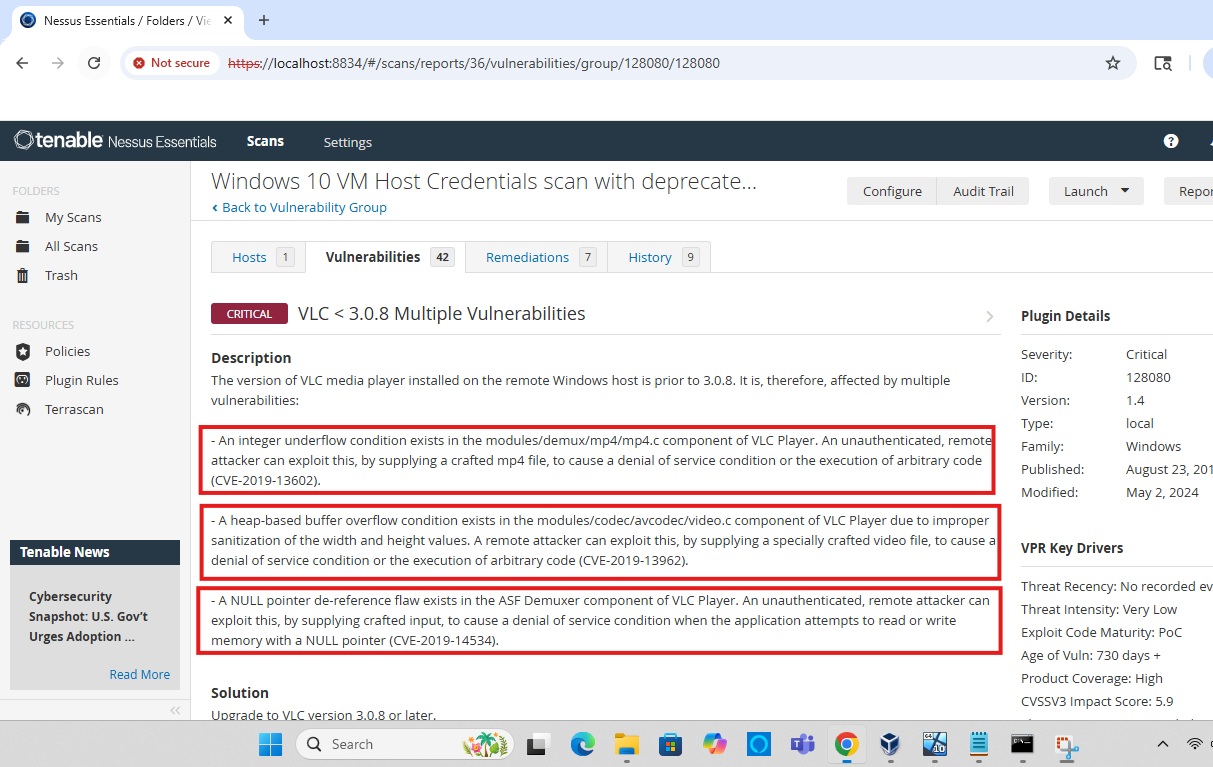 Nessus Essentials / Folders / Vie
Not secure
https://localhost:8834/#/scans/reports/36/vulnerabilities/group/128080/128080
tenable Nessus Essentials
Scans
Settings
FOLDERS
My Scans
All Scans
Trash
RESOURCES
Policies
Plugin Rules
Terrascan
Tenable News
Cybersecurity
Snapshot: U.S. Gov't
Urges Adoption ...
Read More
Windows 10 VM Host Credentials scan with deprecate...
Back to Vulnerability Group
Configure
Audit Trail
Launch
Repor
Hosts 1
Vulnerabilities 42
Remediations 7
History 9
CRITICAL VLC < 3.0.8 Multiple Vulnerabilities
Description
The version of VLC media player installed on the remote Windows host is prior to 3.0.8. It is, therefore, affected by multiple
vulnerabilities:
- An integer underflow condition exists in the modules/demux/mp4/mp4.c component of VLC Player. An unauthenticated, remote
attacker can exploit this, by supplying a crafted mp4 file, to cause a denial of service condition or the execution of arbitrary code
(CVE-2019-13602).
- A heap-based buffer overflow condition exists in the modules/codec/avcodec/video.c component of VLC Player due to improper
sanitization of the width and height values. A remote attacker can exploit this, by supplying a specially crafted video file, to cause a
denial of service condition or the execution of arbitrary code (CVE-2019-13962).
- A NULL pointer de-reference flaw exists in the ASF Demuxer component of VLC Player. An unauthenticated, remote attacker can
exploit this, by supplying crafted input, to cause a denial of service condition when the application attempts to read or write
memory with a NULL pointer (CVE-2019-14534).
Solution
Upgrade to VLC version 3.0.8 or later.
Plugin Details
Severity: Critical
ID: 128080
Version: 1.4
Type: local
Family: Windows
Published: August 23, 201
Modified: May 2, 2024
VPR Key Drivers
Threat Recency: No recorded ev
Threat Intensity: Very Low
Exploit Code Maturity: PoC
Age of Vuln: 730 days +
Product Coverage: High
CVSSV3 Impact Score: 5.9
Search